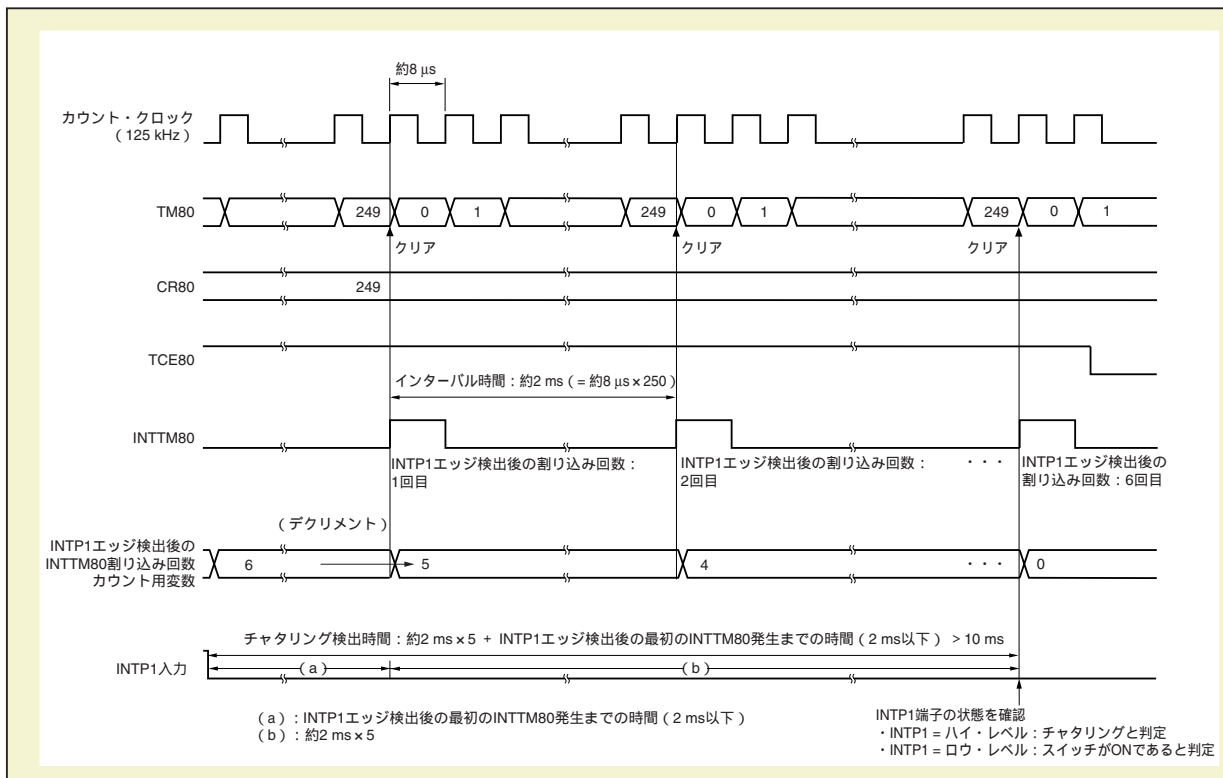 約8 μs
カウント・クロック
（125 kHz）
TM80
249
0
1
249
0
1
249
0
1
クリア
クリア
クリア
CR80
249
TCE80
インターバル時間：約2 ms（= 約8 μs×250）
INTTM80
INTP1エッジ検出後の割り込み回数：
1回目
INTP1エッジ検出後の割り込み回数：
2回目
・・・
INTP1エッジ検出後の
割り込み回数：6回目
（デクリメント）
INTP1エッジ検出後の
INTTM80割り込み回数
カウント用変数
6
5
4
・・・
0
チャタリング検出時間：約2 ms×5 + INTP1エッジ検出後の最初のINTTM80発生までの時間（2 ms以下）＞10 ms
INTP1入力
（a）
（b）
（a）：INTP1エッジ検出後の最初のINTTM80発生までの時間（2 ms以下）
（b）：約2 ms×5
INTP1端子の状態を確認
・INTP1 = ハイ・レベル：チャタリングと判定
・INTP1 = ロウ・レベル：スイッチがONであると判定